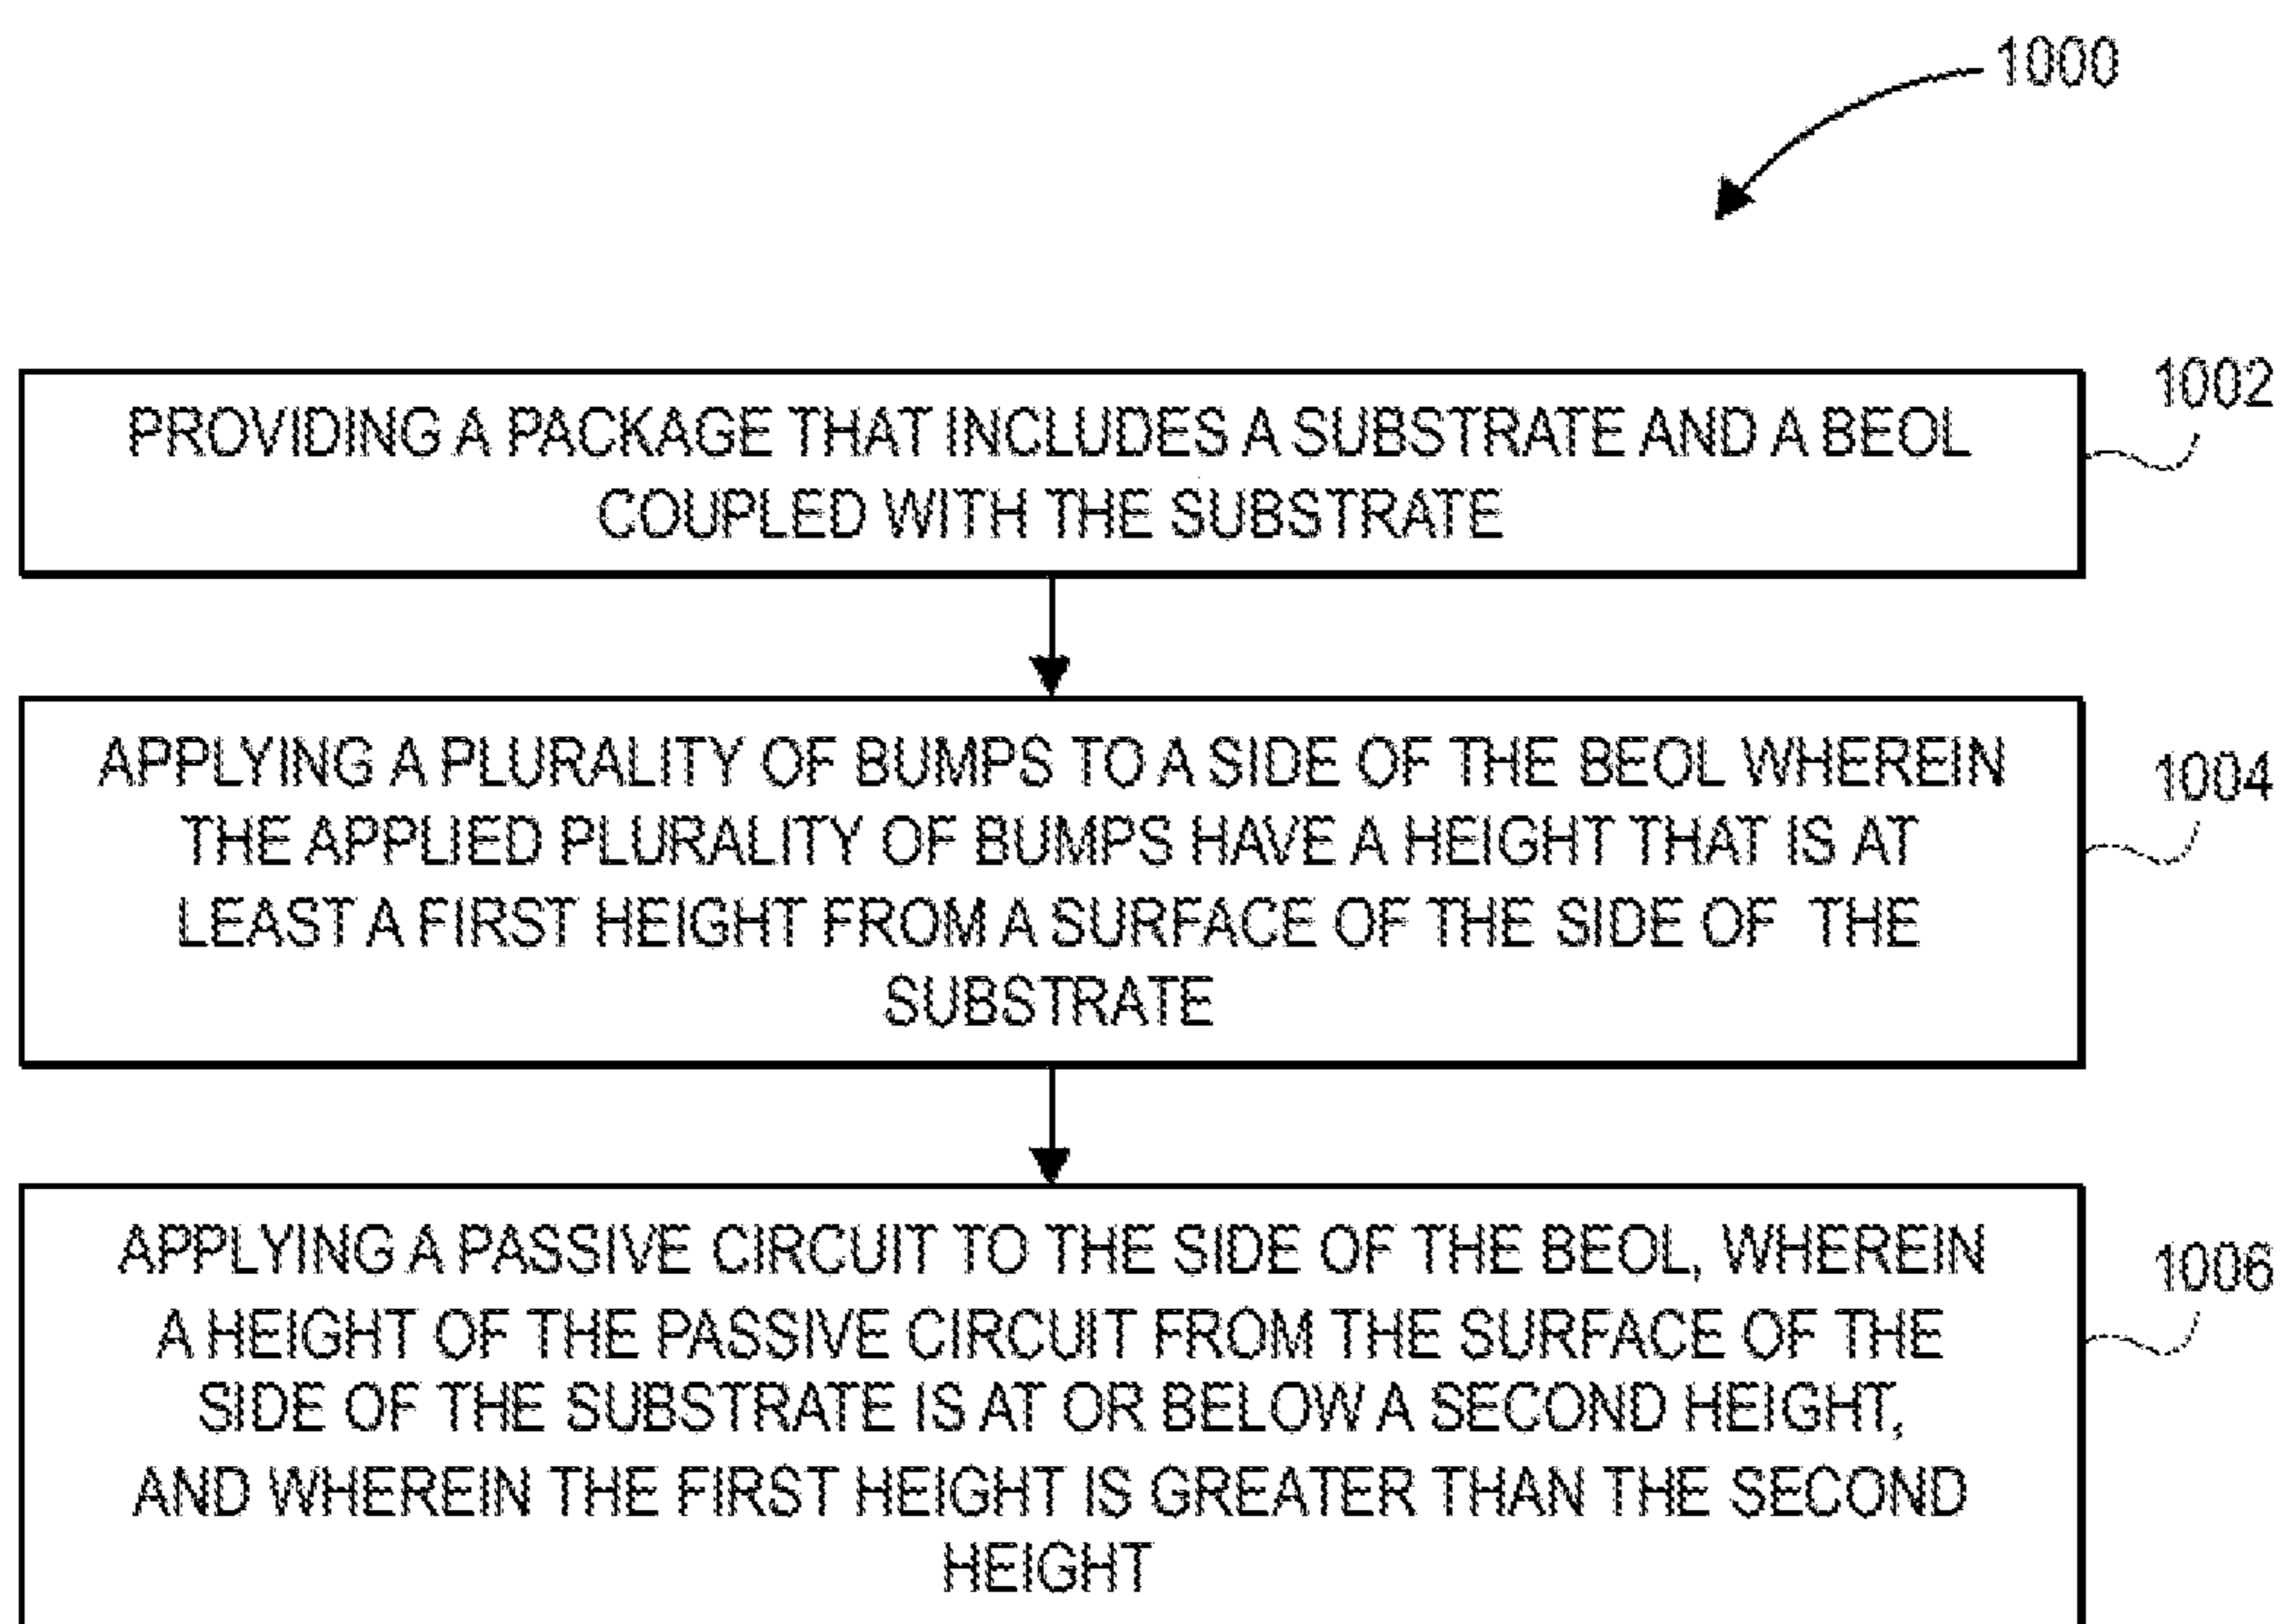 1000
PROVIDING A PACKAGE THAT INCLUDES A SUBSTRATE AND A BEOL
COUPLED WITH THE SUBSTRATE
1002
APPLYING A PLURALITY OF BUMPS TO A SIDE OF THE BEOL WHEREIN
THE APPLIED PLURALITY OF BUMPS HAVE A HEIGHT THAT IS AT
LEAST A FIRST HEIGHT FROM A SURFACE OF THE SIDE OF THE
SUBSTRATE
1004
APPLYING A PASSIVE CIRCUIT TO THE SIDE OF THE BEOL, WHEREIN
A HEIGHT OF THE PASSIVE CIRCUIT FROM THE SURFACE OF THE
SIDE OF THE SUBSTRATE IS AT OR BELOW A SECOND HEIGHT,
AND WHEREIN THE FIRST HEIGHT IS GREATER THAN THE SECOND
HEIGHT
1006